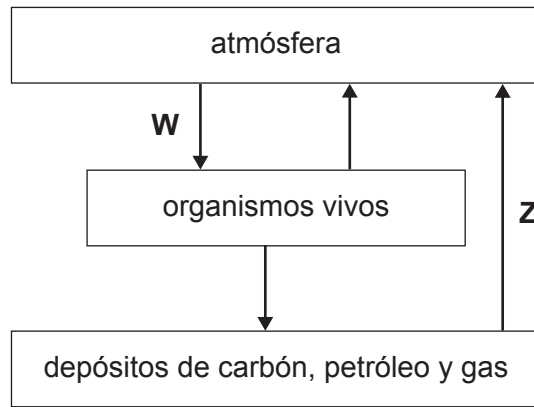 atmósfera
W
organismos vivos
Z
depósitos de carbón, petróleo y gas